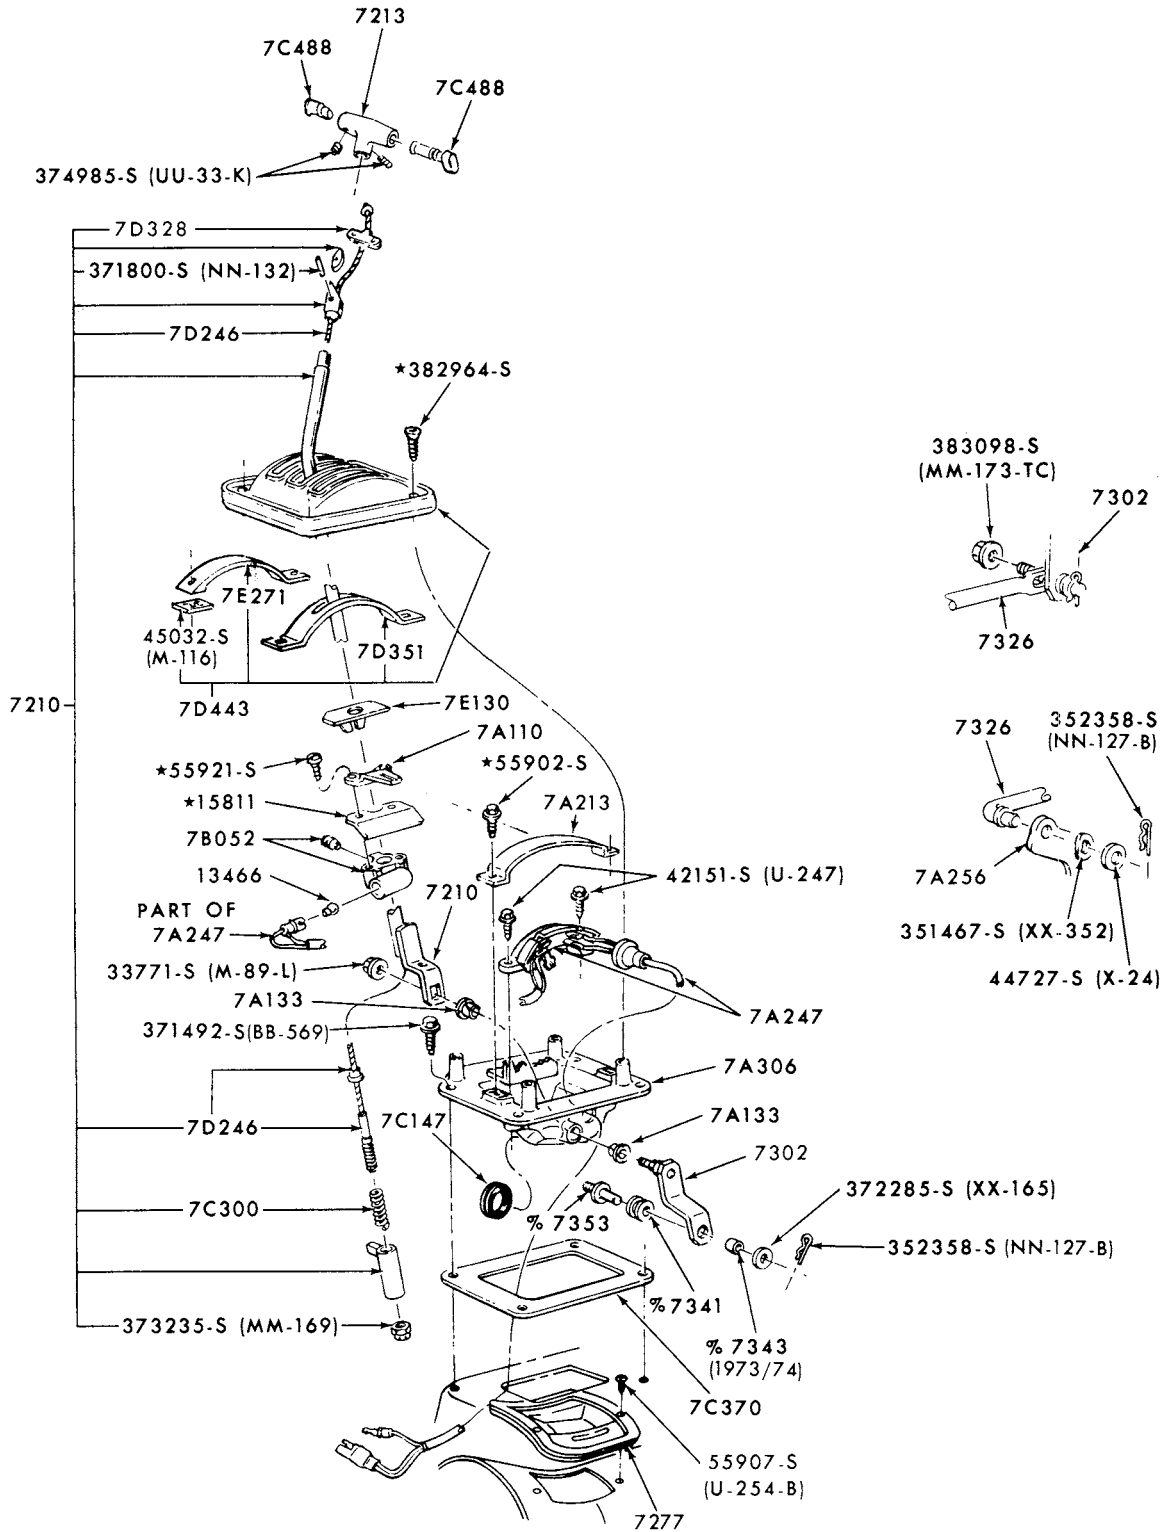 7213
7C488
7C488
374985-S (UU-33-K)
7D328
371800-S (NN-132)
7D246
★382964-S
383098-S
(MM-173-TC)
7302
7326
7E271
45032-S
(M-116)
7D351
7D443
7210
7E130
7A110
★55921-S
★55902-S
★15811
7A213
7B052
13466
7210
42151-S (U-247)
PART OF
7A247
33771-S (M-89-L)
7A133
371492-S(BB-569)
7A247
7326
352358-S
(NN-127-B)
7A256
351467-S (XX-352)
44727-S (X-24)
7A306
7D246
7C147
7A133
7302
372285-S (XX-165)
7C300
% 7353
352358-S (NN-127-B)
% 7341
373235-S (MM-169)
% 7343
(1973/74)
7C370
55907-S
(U-254-B)
7277